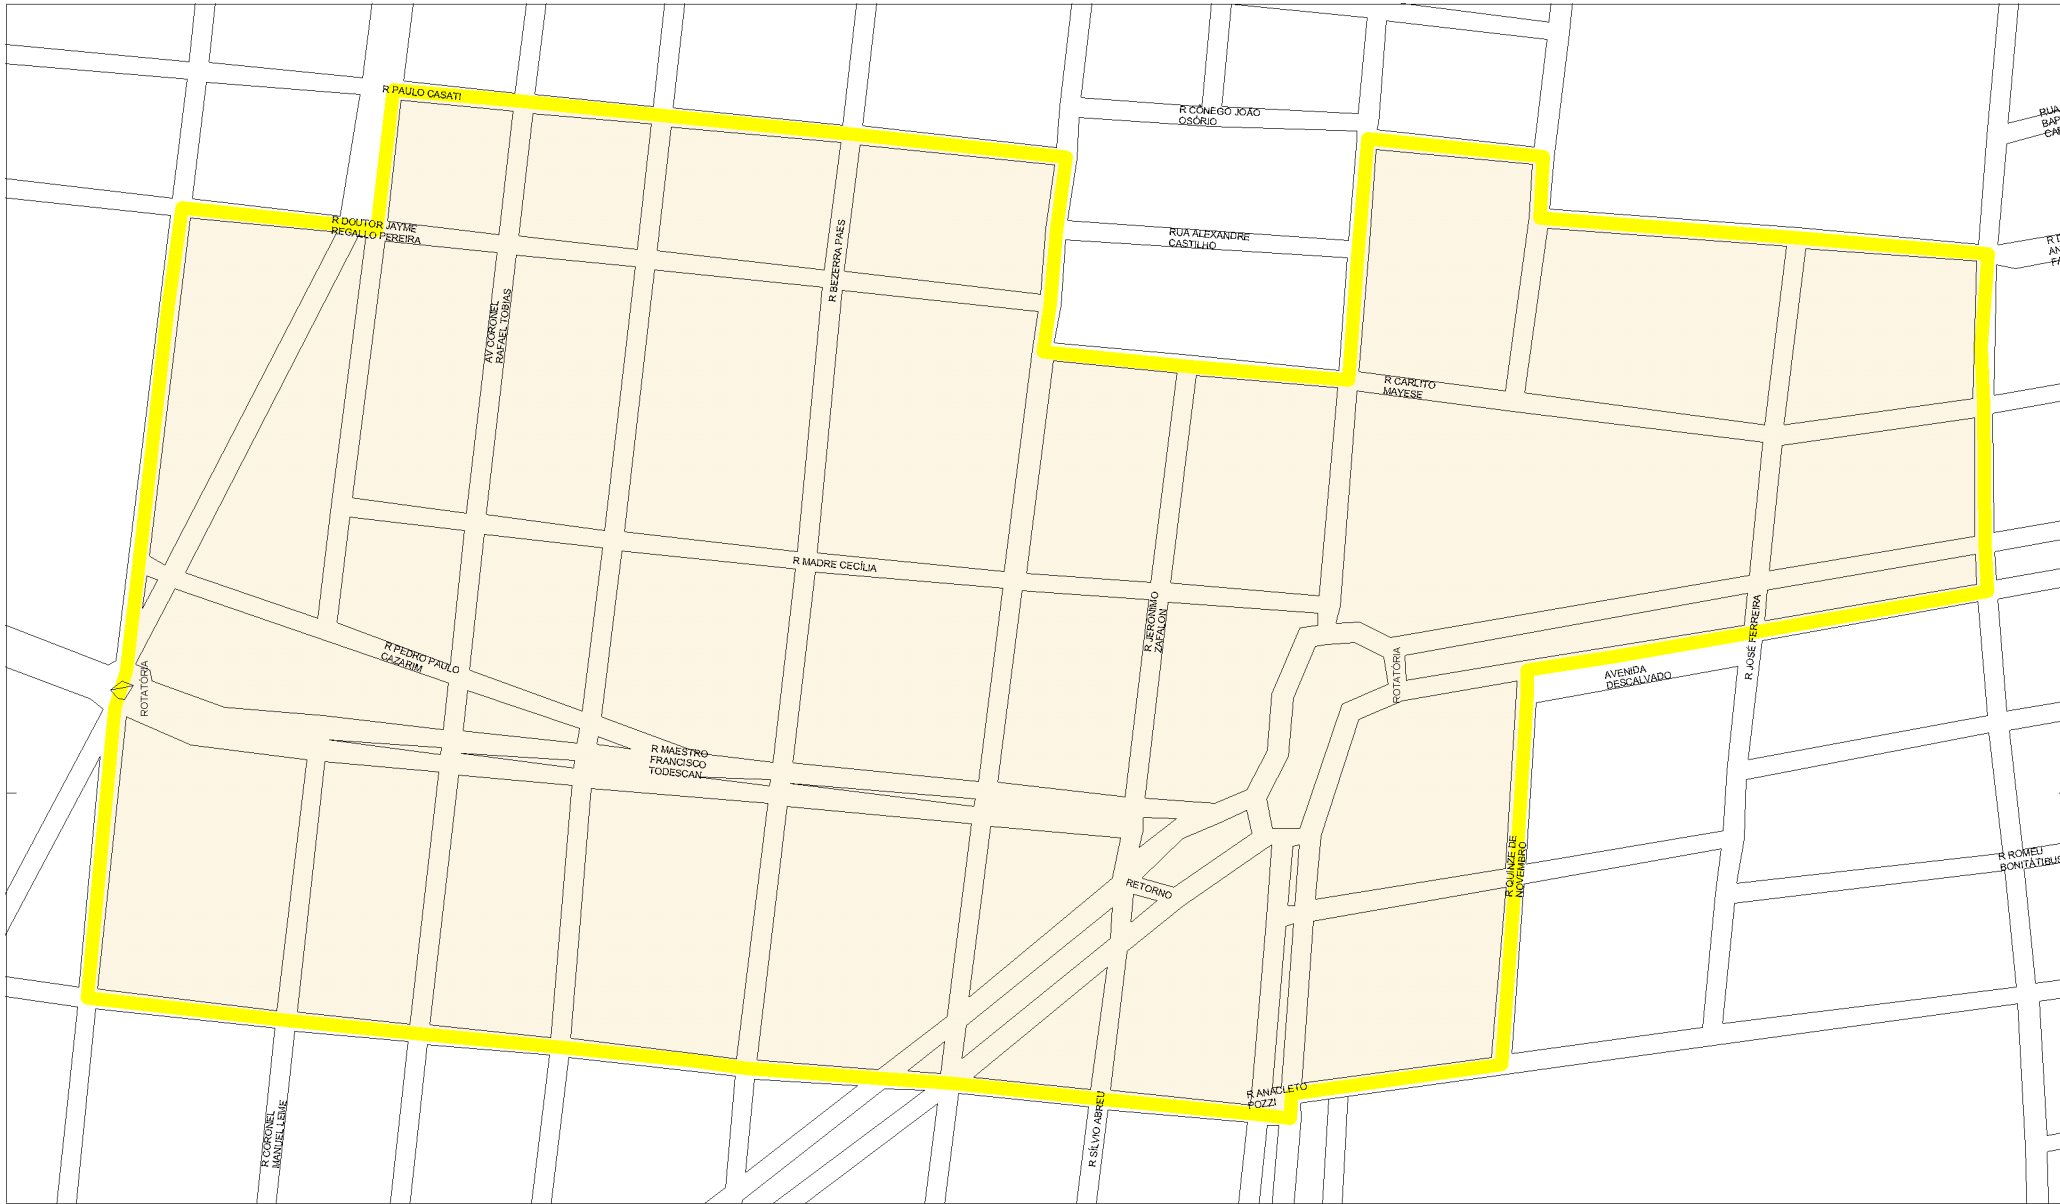 R PAULO CASATI
R CÔNEGO JOÃO
OSÓRIO
RUA
R DOUTOR JAYME
REGALLO PEREIRA
RUA ALEXANDRE
CASTILHO
R BEZERRA PAES
AV CORONEL
RAFAEL TOBIAS
R CARLITO
MAYESE
R MADRE CECÍLIA
R JERÔNIMO
ZAFALON
R JOSÉ FERREIRA
R PEDRO PAULO
CAZARIM
ROTATÓRIA
ROTATÓRIA
AVENIDA
DESCALVADO
R MAESTRO
FRANCISCO
TODESCAN
R QUINZE DE
NOVEMBRO
R ROMEU
BONITÁTIBUS
RETORNO
R ANACLETO
POZZI
R CORONEL
MANUEL LEME
R SÍLVIO ABREU